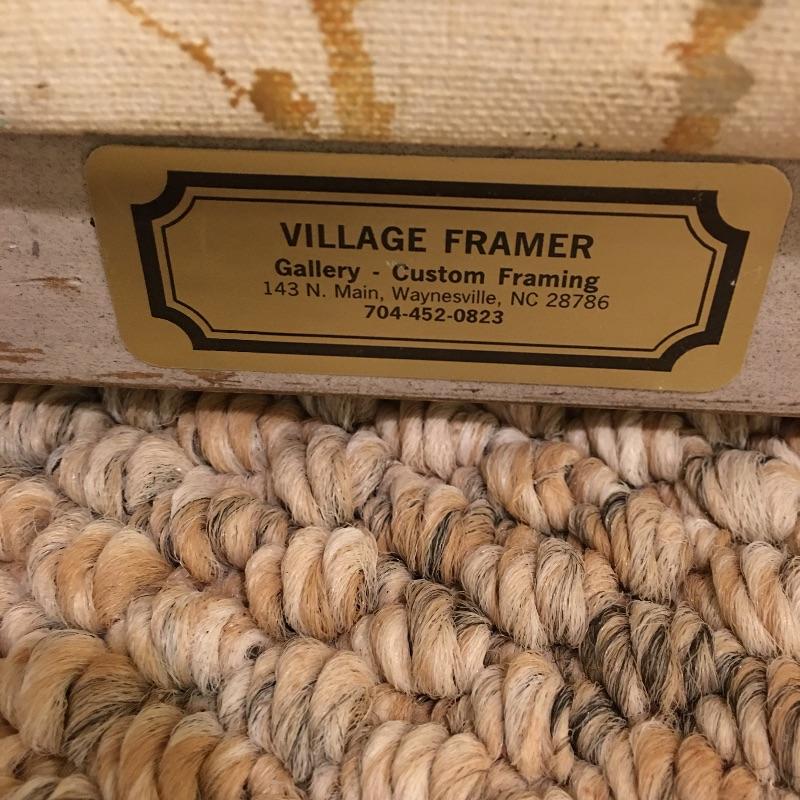 VILLAGE FRAMER
Gallery - Custom Framing
143 N. Main, Waynesville, NC 28786
704-452-0823